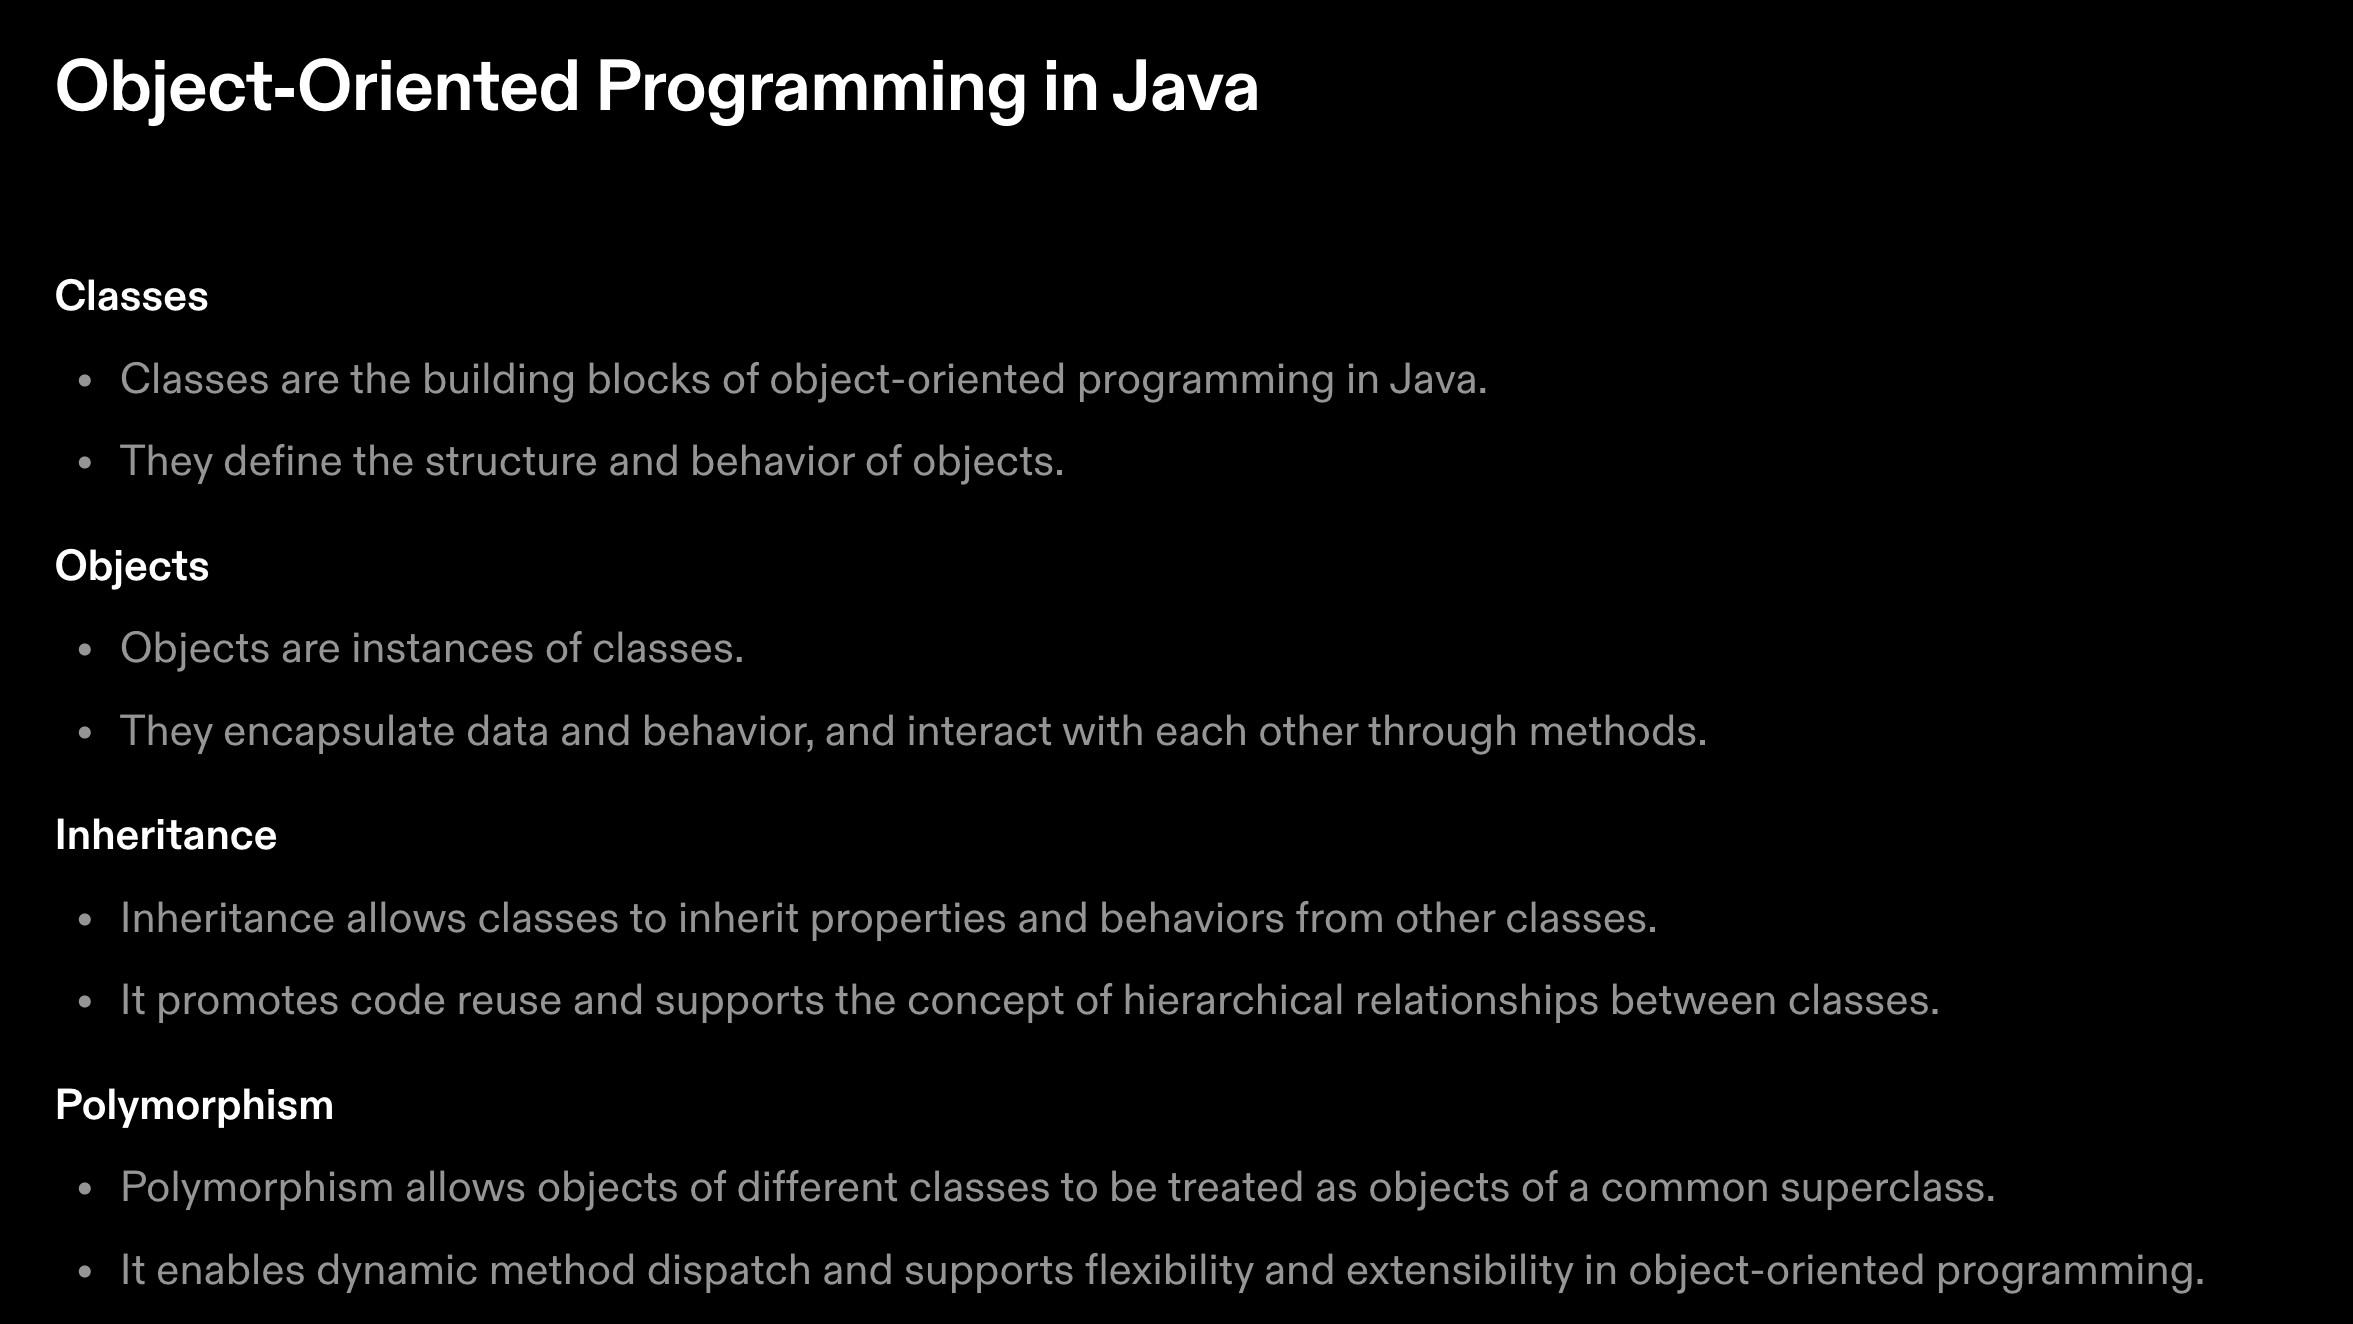 Object-Oriented Programming in Java
Classes
• Classes are the building blocks of object-oriented programming in Java.
• They define the structure and behavior of objects.
Objects
• Objects are instances of classes.
• They encapsulate data and behavior, and interact with each other through methods.
Inheritance
• Inheritance allows classes to inherit properties and behaviors from other classes.
• It promotes code reuse and supports the concept of hierarchical relationships between classes.
Polymorphism
• Polymorphism allows objects of different classes to be treated as objects of a common superclass.
• It enables dynamic method dispatch and supports flexibility and extensibility in object-oriented programming.